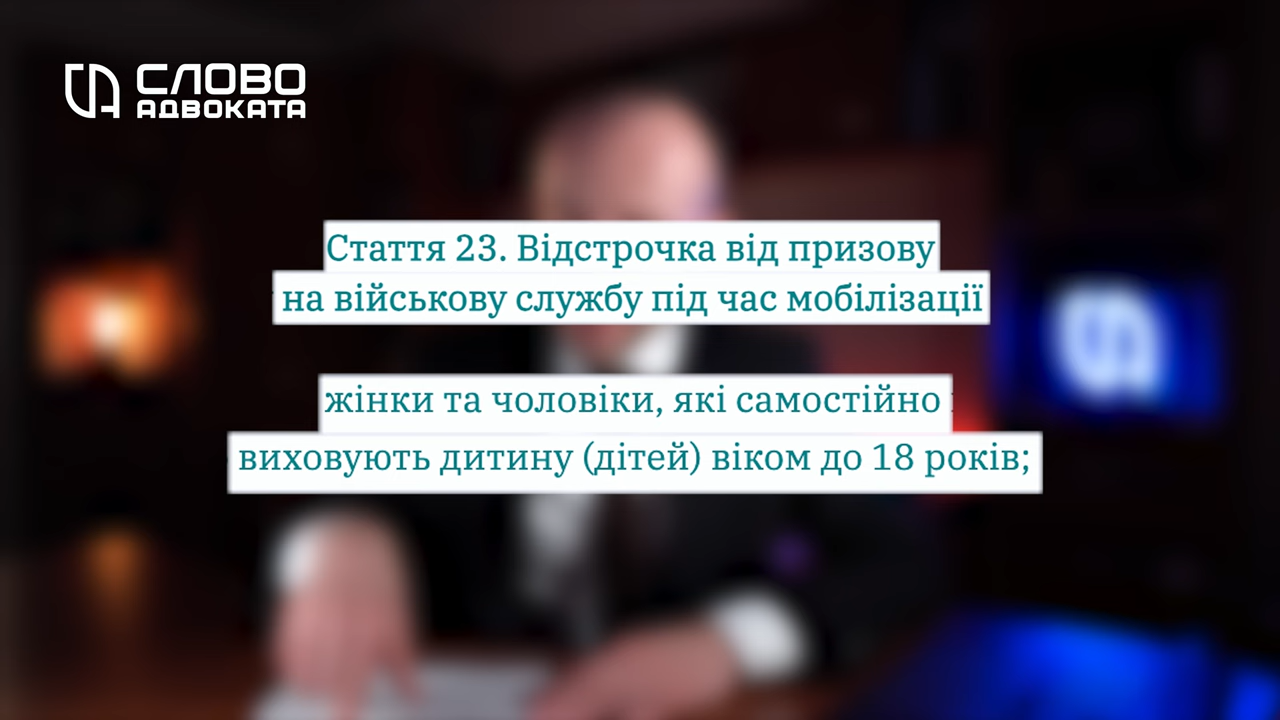 СЛОВО
АДВОКАТА
Стаття 23. Відстрочка від призову
на військову службу під час мобілізації
жінки та чоловіки, які самостійно
виховують дитину (дітей) віком до 18 років;